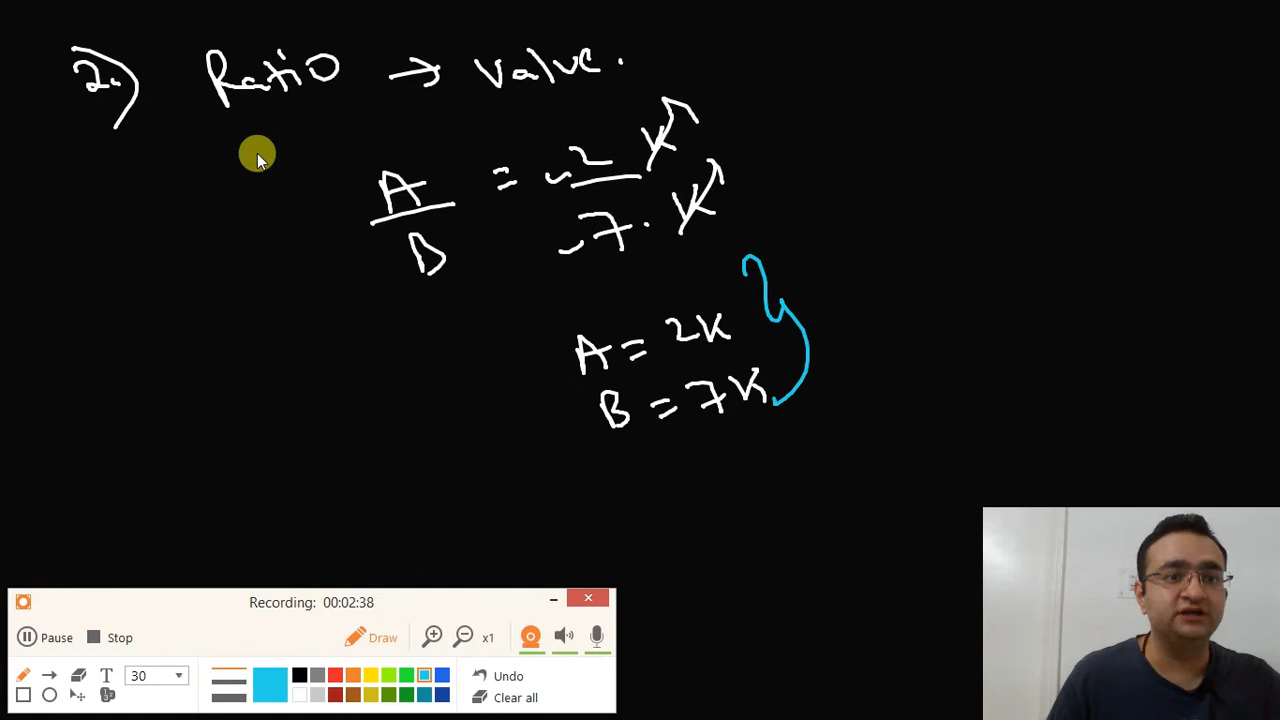 2.) Ratio → value.
A/B = 2/7 · K/K
A = 2K
B = 7K
Recording: 00:02:38
Pause Stop Draw x1
T 30 Undo
Clear all